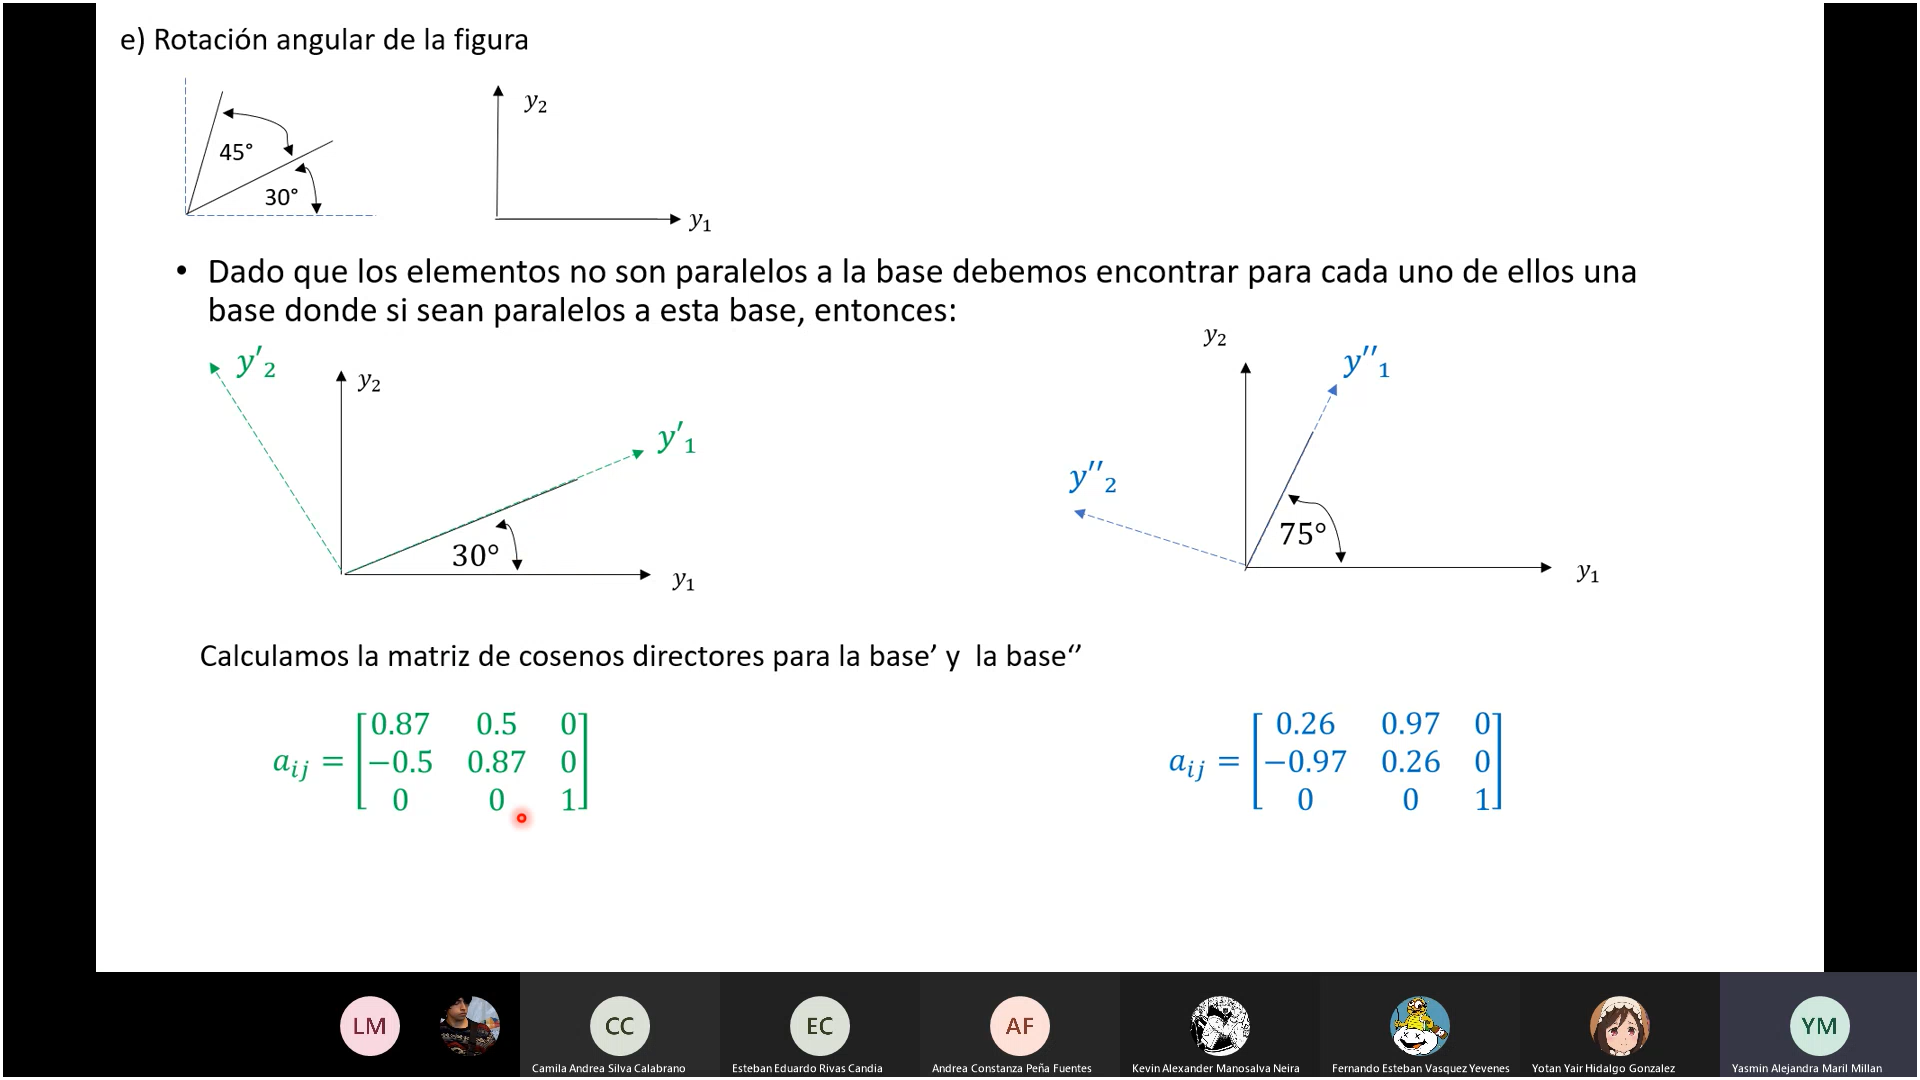 e) Rotación angular de la figura
45°
30°
y₂
y₁
• Dado que los elementos no son paralelos a la base debemos encontrar para cada uno de ellos una
base donde si sean paralelos a esta base, entonces:
y′₂
y₂
y′₁
30°
y₁
y₂
y′′₁
y′′₂
75°
y₁
Calculamos la matriz de cosenos directores para la base’ y la base‘’
aᵢⱼ = [0.87 0.5 0
−0.5 0.87 0
0 0 1]
aᵢⱼ = [0.26 0.97 0
−0.97 0.26 0
0 0 1]
LM
CC
EC
AF
YM
Camila Andrea Silva Calabrano
Esteban Eduardo Rivas Candia
Andrea Constanza Peña Fuentes
Kevin Alexander Manosalva Neira
Fernando Esteban Vasquez Yevenes
Yotan Yair Hidalgo Gonzalez
Yasmin Alejandra Maril Millan